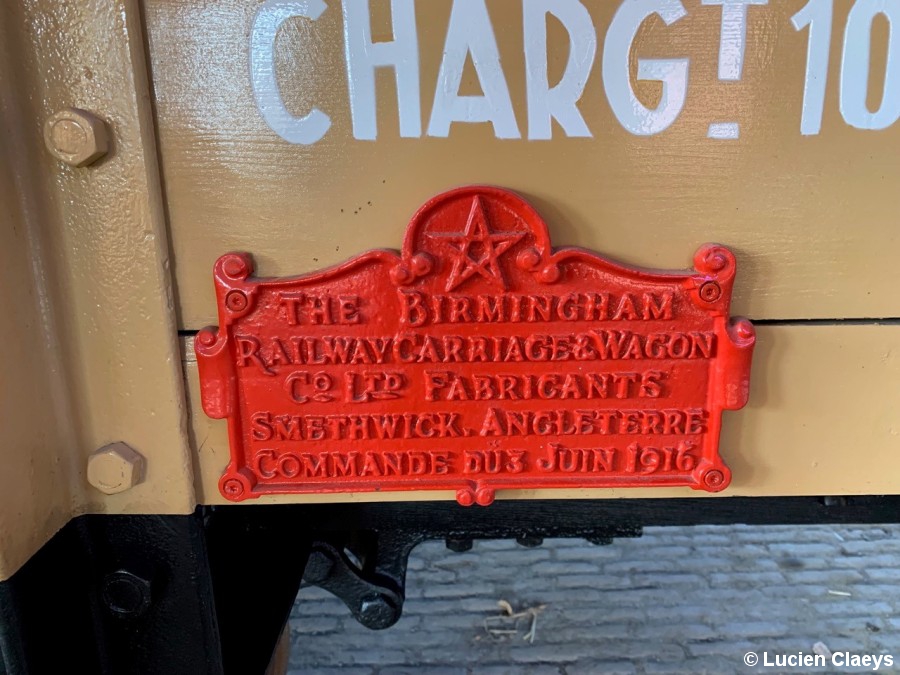 CHARGT 10
THE BIRMINGHAM
RAILWAY CARRIAGE & WAGON
CO LTD FABRICANTS
SMETHWICK, ANGLETERRE
COMMANDE DU 3 JUIN 1916
© Lucien Claeys